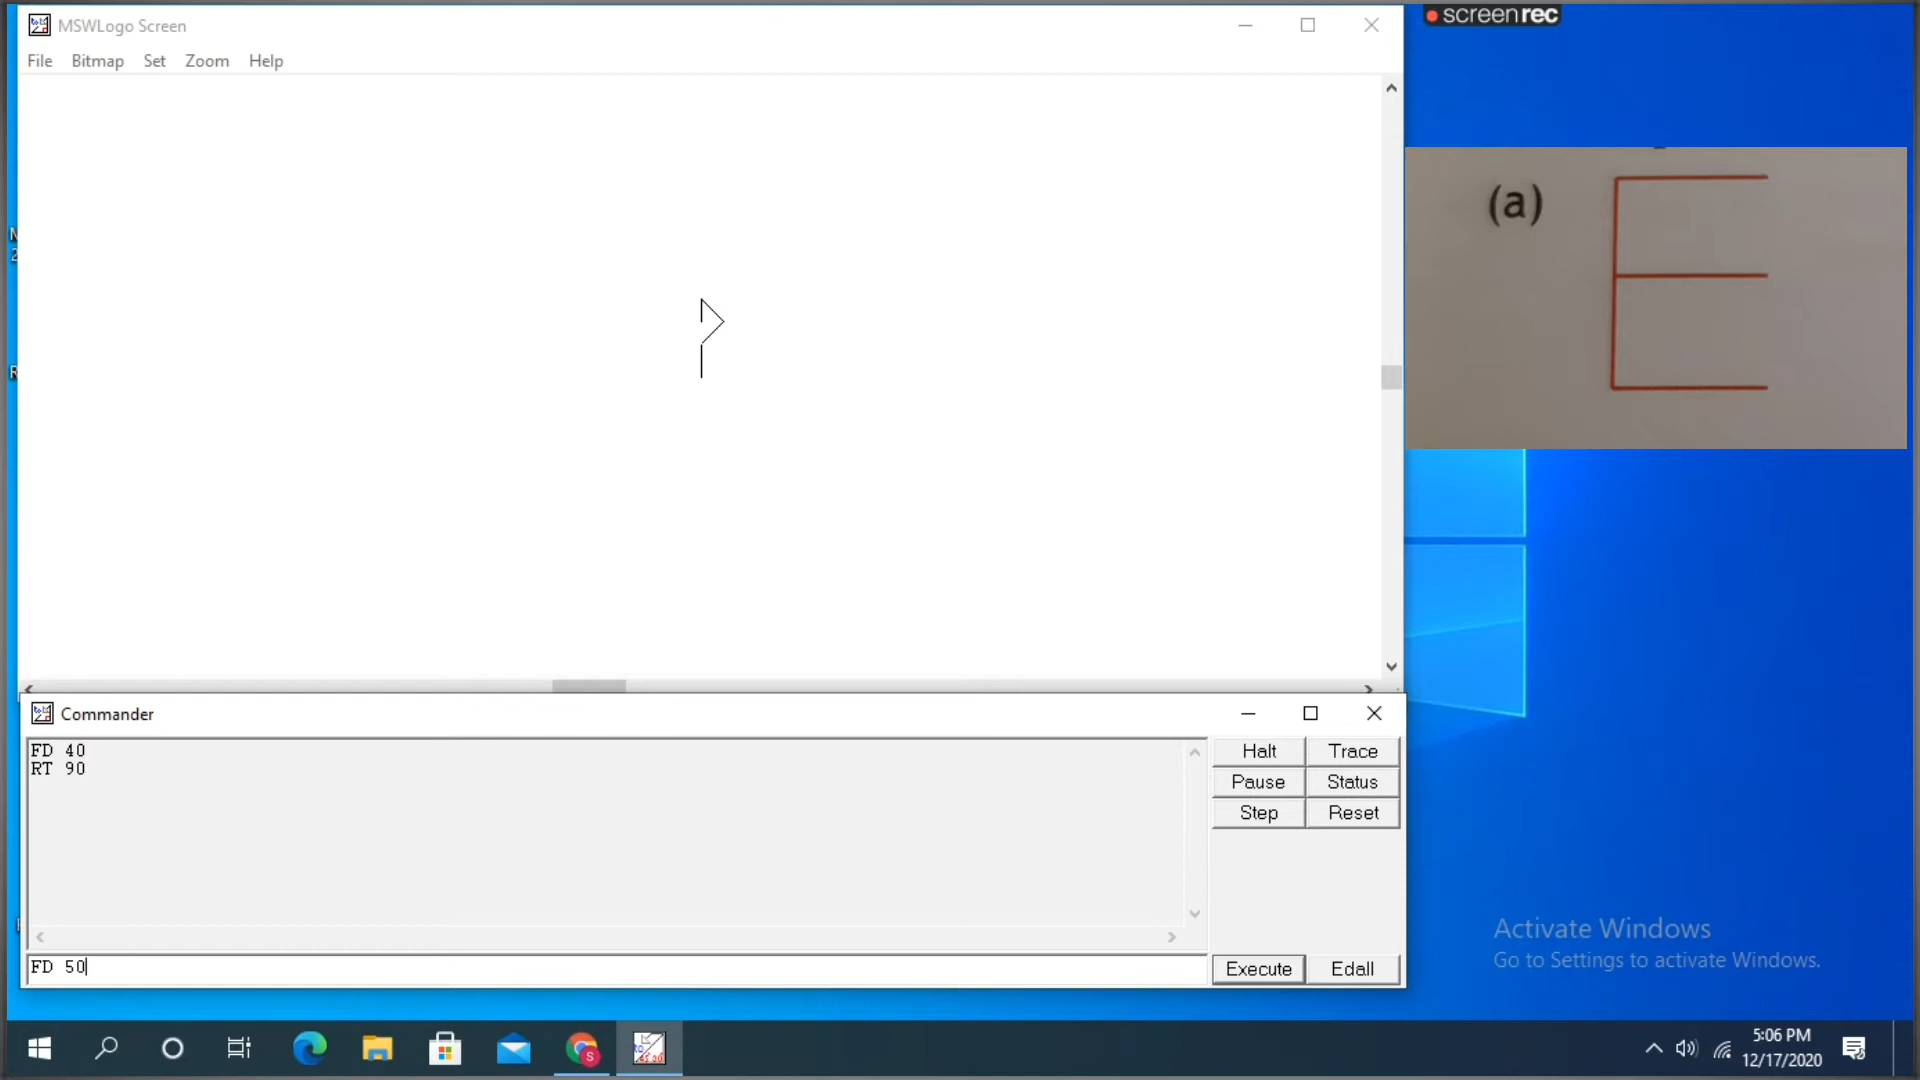 MSWLogo Screen
File Bitmap Set Zoom Help
screenrec
(a)
Commander
FD 40
RT 90
Halt Trace
Pause Status
Step Reset
FD 50
Execute Edall
Activate Windows
Go to Settings to activate Windows.
5:06 PM
12/17/2020